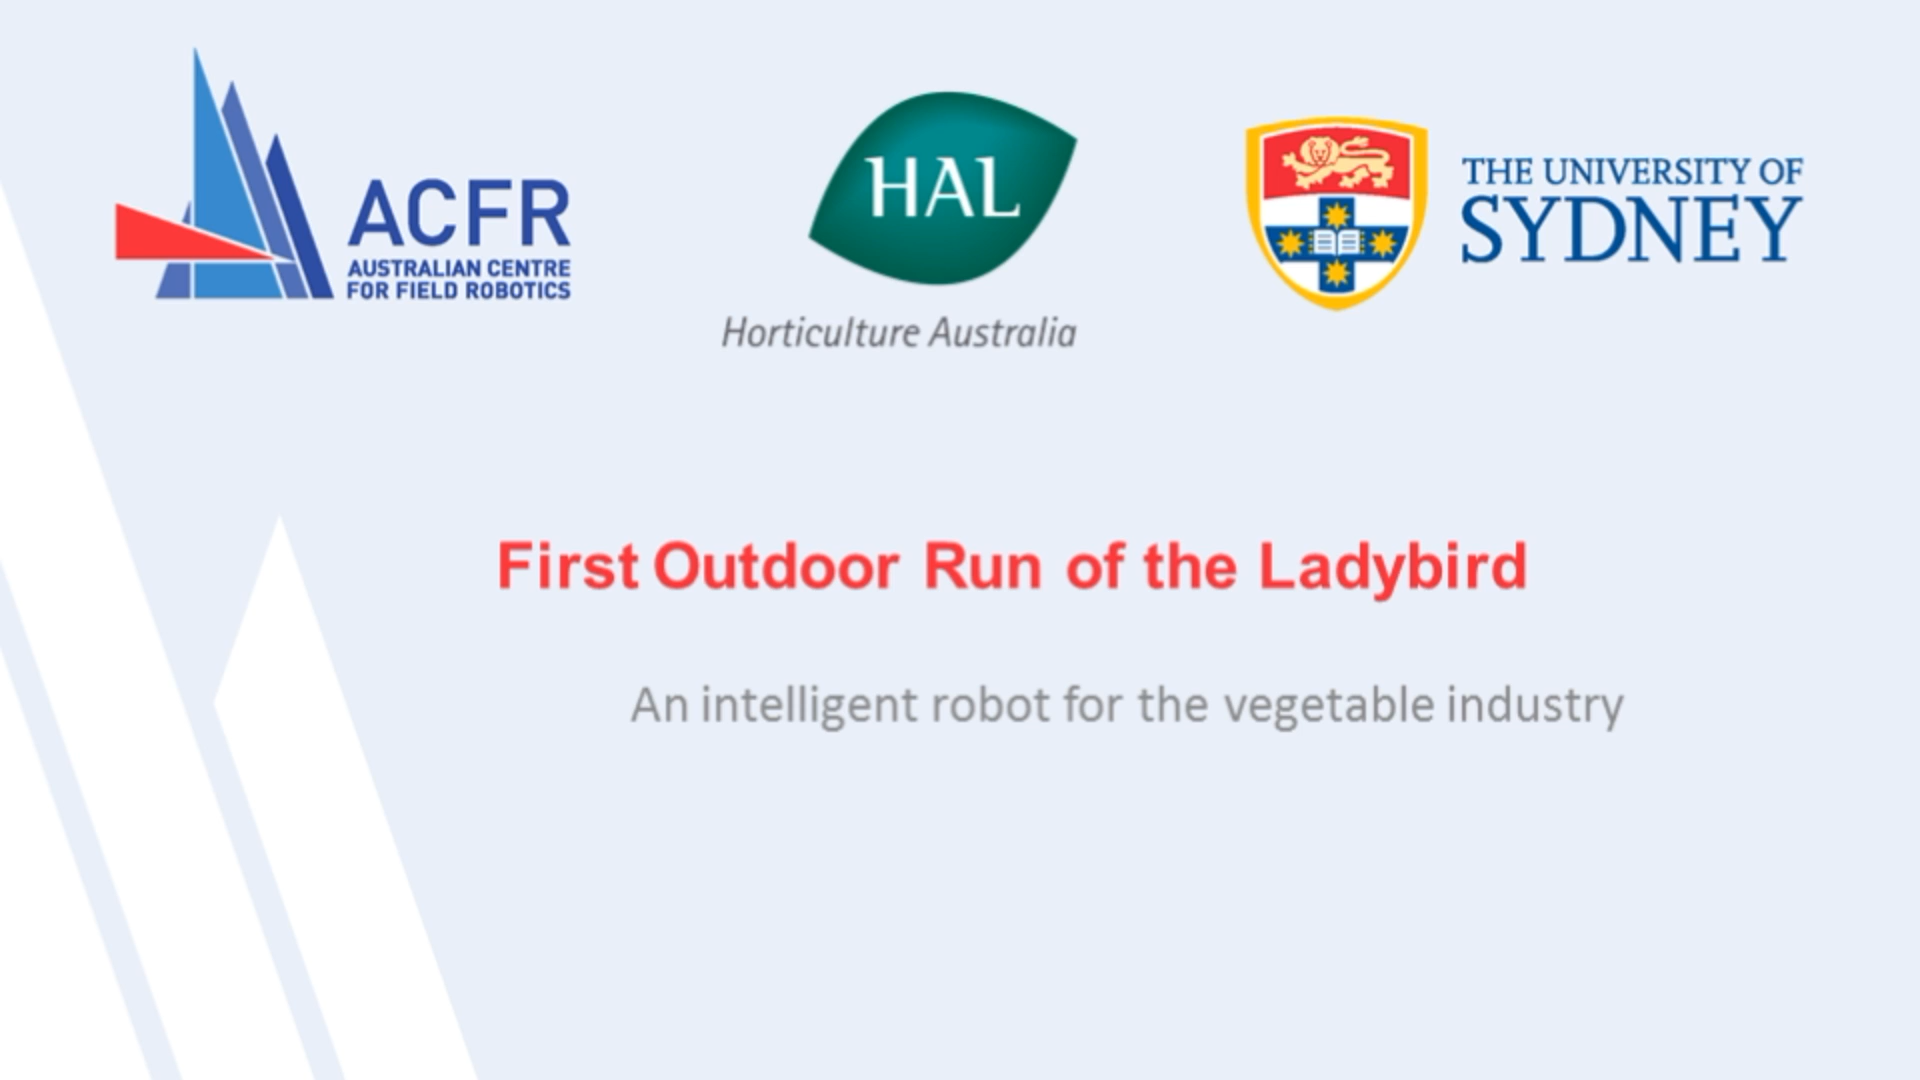 ACFR
AUSTRALIAN CENTRE
FOR FIELD ROBOTICS
HAL
Horticulture Australia
THE UNIVERSITY OF
SYDNEY
First Outdoor Run of the Ladybird
An intelligent robot for the vegetable industry